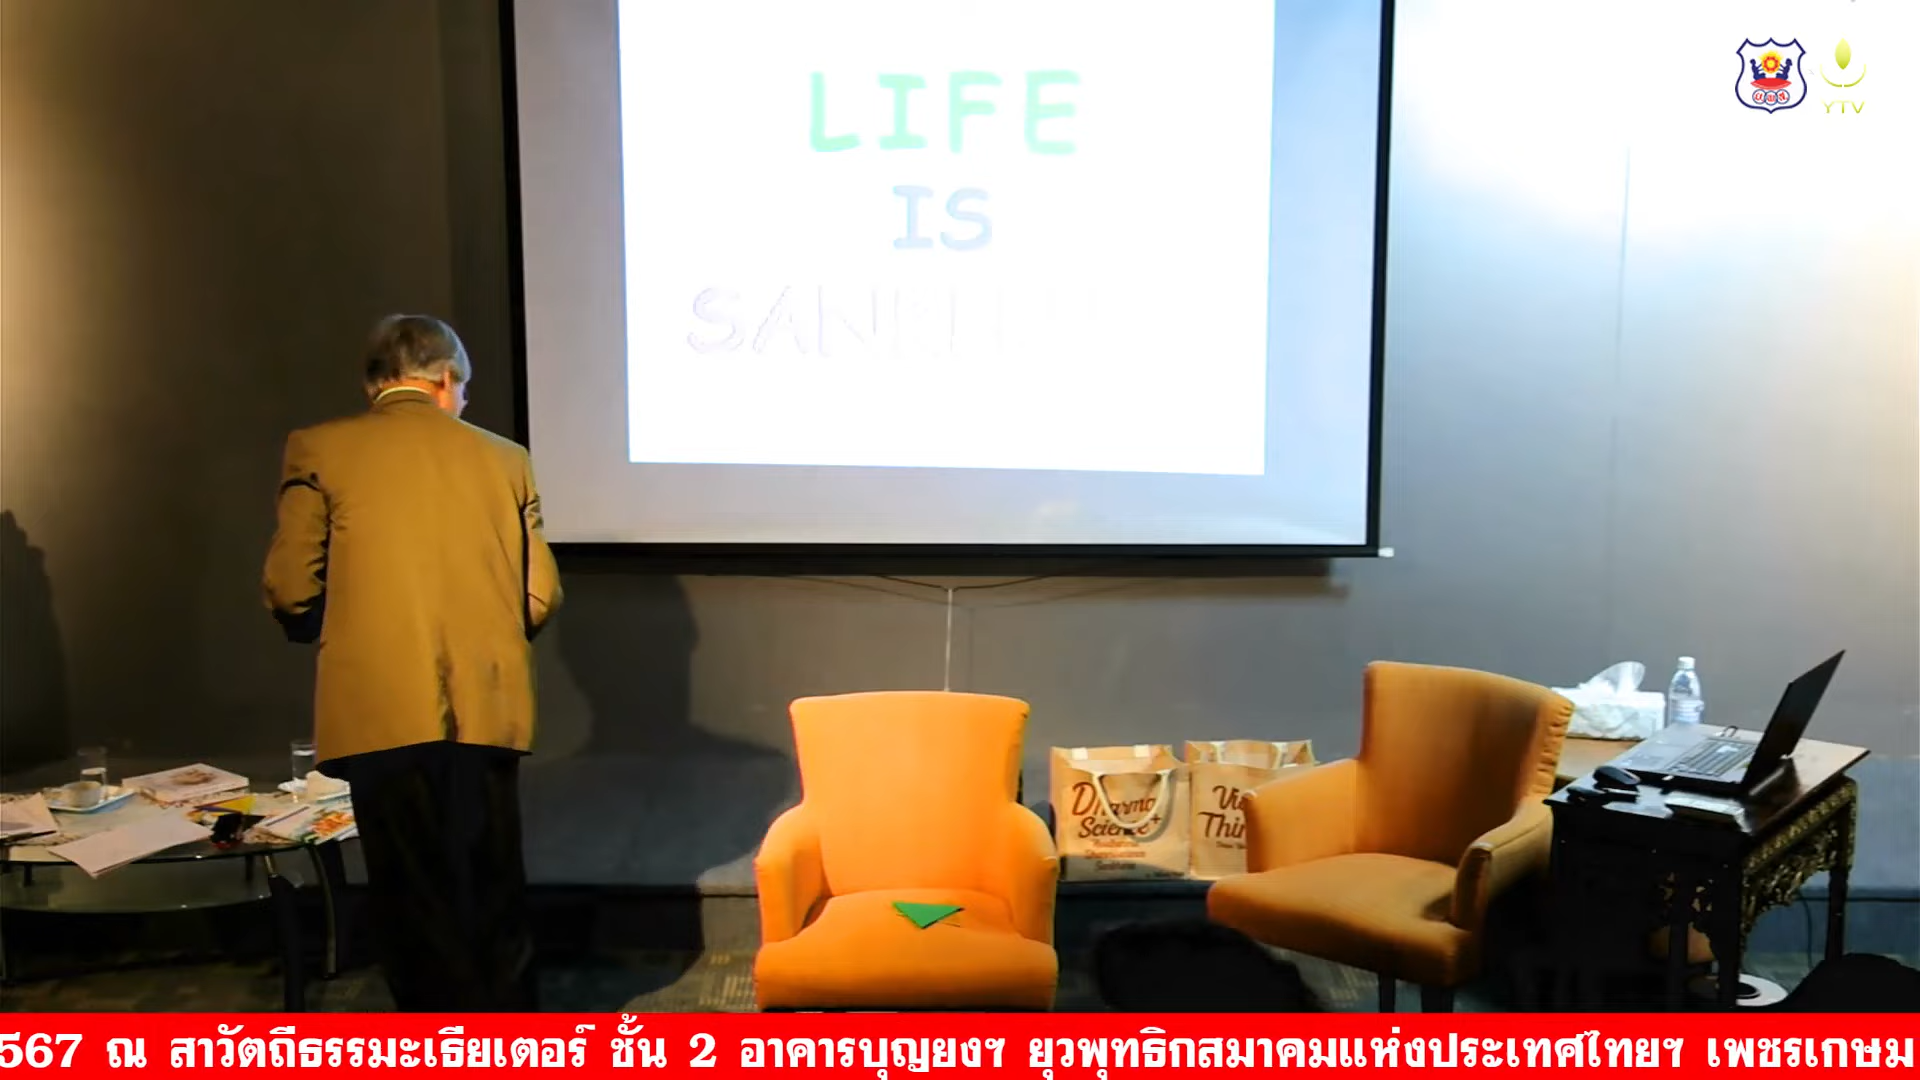 LIFE
IS
YTV
Dharma
Science+
567 ณ สาวัตถีธรรมะเธียเตอร์ ชั้น 2 อาคารบุญยงฯ ยุวพุทธิกสมาคมแห่งประเทศไทยฯ เพชรเกษม